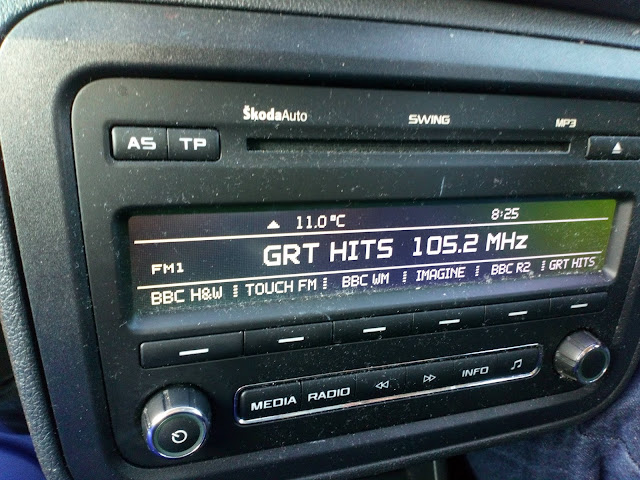 ŠkodaAuto SWING MP3
AS TP
▲ 11.0°C 8:25
FM1 GRT HITS 105.2 MHz
BBC H&W TOUCH FM BBC WM IMAGINE BBC R2 GRT HITS
MEDIA RADIO INFO